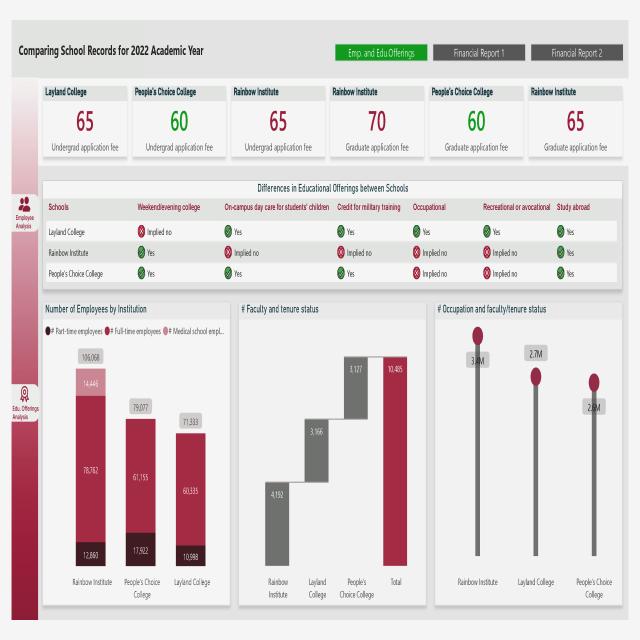 Comparing School Records for 2022 Academic Year
Emp. and Edu.Offerings
Financial Report 1
Financial Report 2
Layland College
65
Undergrad application fee
People's Choice College
60
Undergrad application fee
Rainbow Institute
65
Undergrad application fee
Rainbow Institute
70
Graduate application fee
People's Choice College
60
Graduate application fee
Rainbow Institute
65
Graduate application fee
Employee
Analysis
Edu. Offerings
Analysis
Differences in Educational Offerings between Schools
Schools Weekend/evening college On-campus day care for students' children Credit for military training Occupational Recreational or avocational Study abroad
Layland College Implied no Yes Yes Yes Yes Yes
Rainbow Institute Yes Implied no Implied no Implied no Implied no Yes
People's Choice College Yes Yes Yes Implied no Implied no Yes
Number of Employees by Institution
# Part-time employees # Full-time employees # Medical school empl...
106,068
14,446
78,762
12,860
79,077
61,155
17,922
71,333
60,335
10,998
Rainbow Institute
People's Choice
College
Layland College
# Faculty and tenure status
4,192
3,166
3,127
10,485
Rainbow
Institute
Layland
College
People's
Choice College
Total
# Occupation and faculty/tenure status
2.7M
Rainbow Institute
Layland College
People's Choice
College